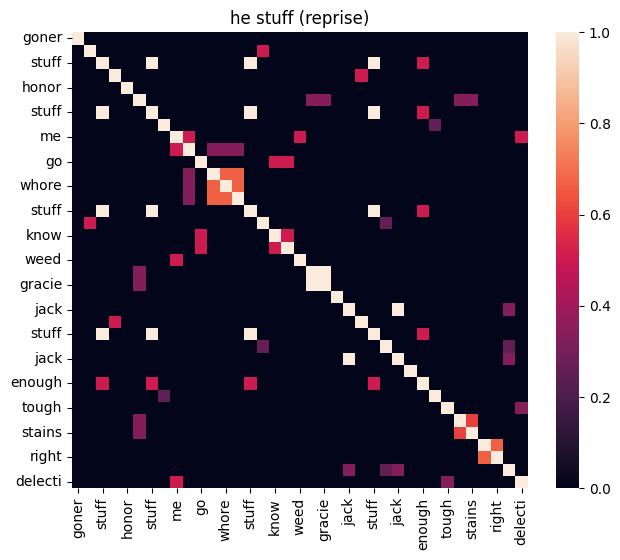 he stuff (reprise)
goner
stuff
honor
stuff
me
go
whore
stuff
know
weed
gracie
jack
stuff
jack
enough
tough
stains
right
delecti
1.0
0.8
0.6
0.4
0.2
0.0
goner
stuff
honor
stuff
me
go
whore
stuff
know
weed
gracie
jack
stuff
jack
enough
tough
stains
right
delecti